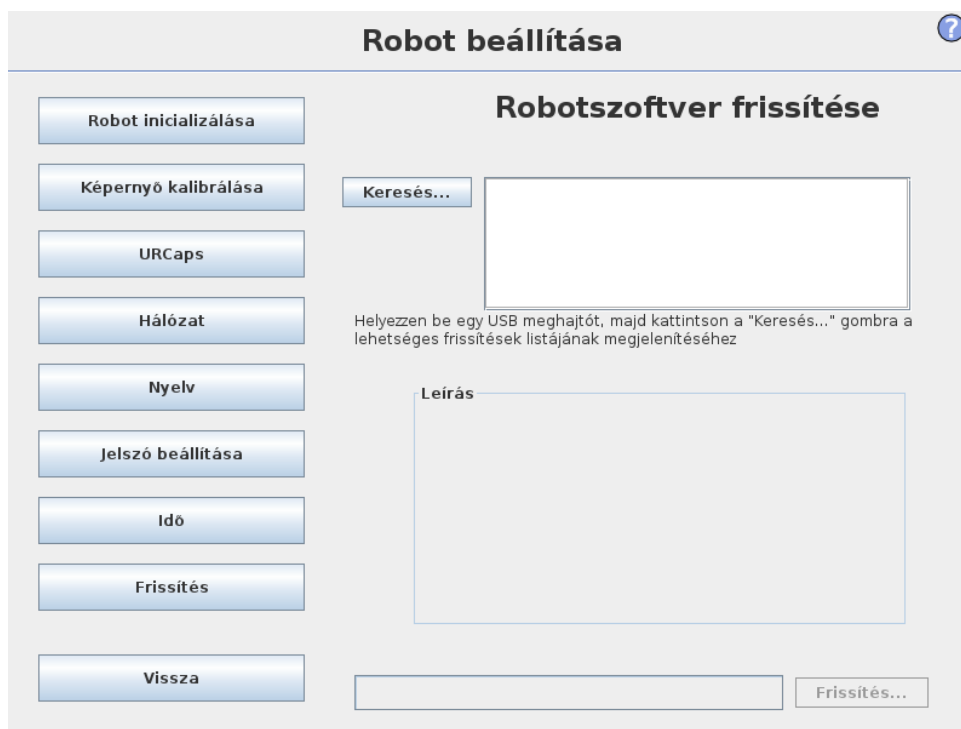 Robot beállítása
?
Robot inicializálása
Képernyő kalibrálása
URCaps
Hálózat
Nyelv
Jelszó beállítása
Idő
Frissítés
Vissza
Robotszoftver frissítése
Keresés...
Helyezzen be egy USB meghajtót, majd kattintson a "Keresés..." gombra a
lehetséges frissítések listájának megjelenítéséhez
Leírás
Frissítés...